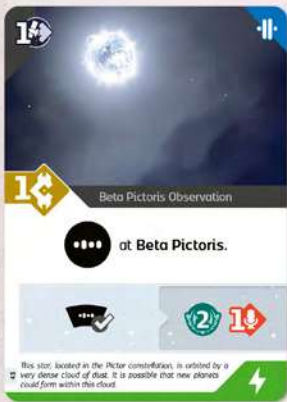 1
1
Beta Pictoris Observation
at Beta Pictoris.
2 1
This star, located in the Pictor constellation, is orbited by a
very dense cloud of dust. It is possible that new planets
could form within this cloud.